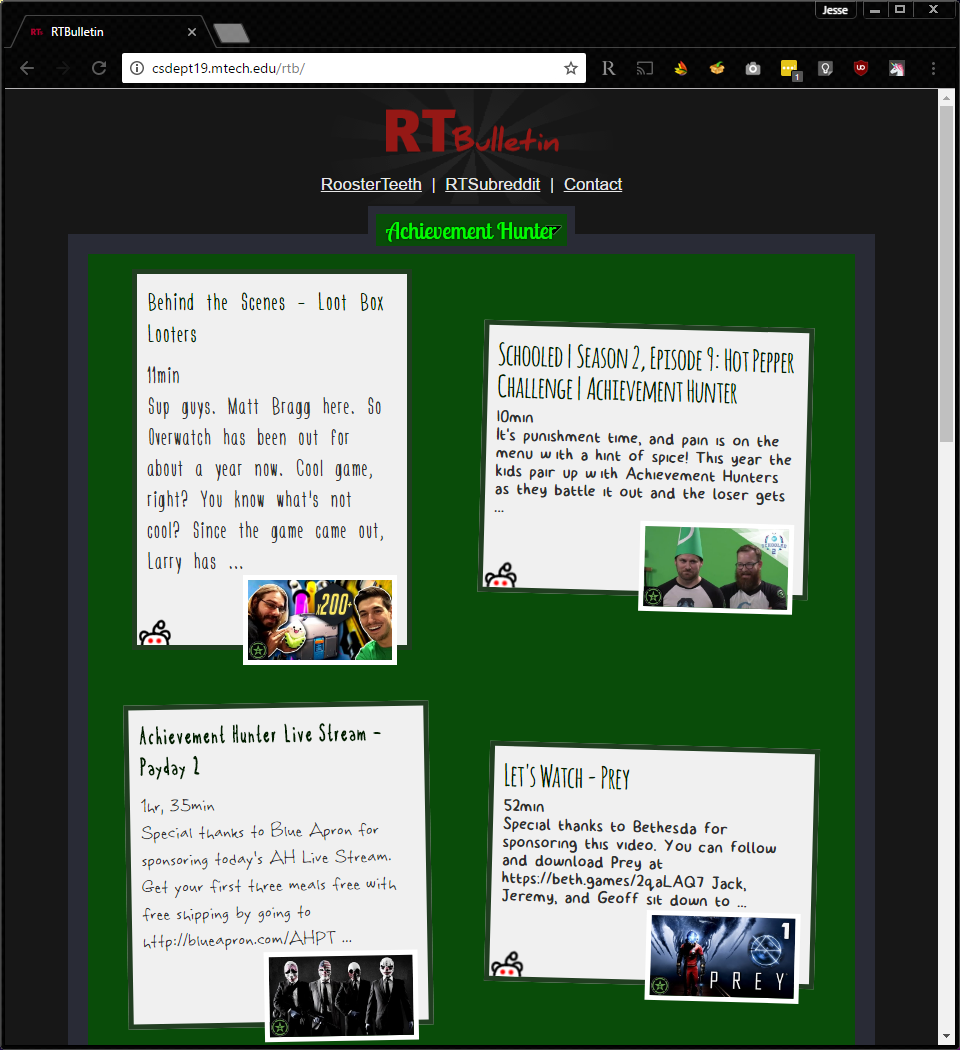 Jesse
RTBulletin
csdept19.mtech.edu/rtb/
R
1
RTBulletin
RoosterTeeth | RTSubreddit | Contact
Achievement Hunter
Behind the Scenes - Loot Box
Looters
11min
Sup guys. Matt Bragg here. So
Overwatch has been out for
about a year now. Cool game,
right? You know what's not
cool? Since the game came out,
Larry has ...
x200+
Schooled | Season 2, Episode 9: Hot Pepper
Challenge | Achievement Hunter
10min
It's punishment time, and pain is on the
menu with a hint of spice! This year the
kids pair up with Achievement Hunters
as they battle it out and the loser gets
...
Achievement Hunter Live Stream -
Payday 2
1hr, 35min
Special thanks to Blue Apron for
sponsoring today's AH Live Stream.
Get your first three meals free with
free shipping by going to
http://blueapron.com/AHPT ...
Let's Watch - Prey
52min
Special thanks to Bethesda for
sponsoring this video. You can follow
and download Prey at
https://beth.games/2qaLAQ7 Jack,
Jeremy, and Geoff sit down to ...
1
PREY